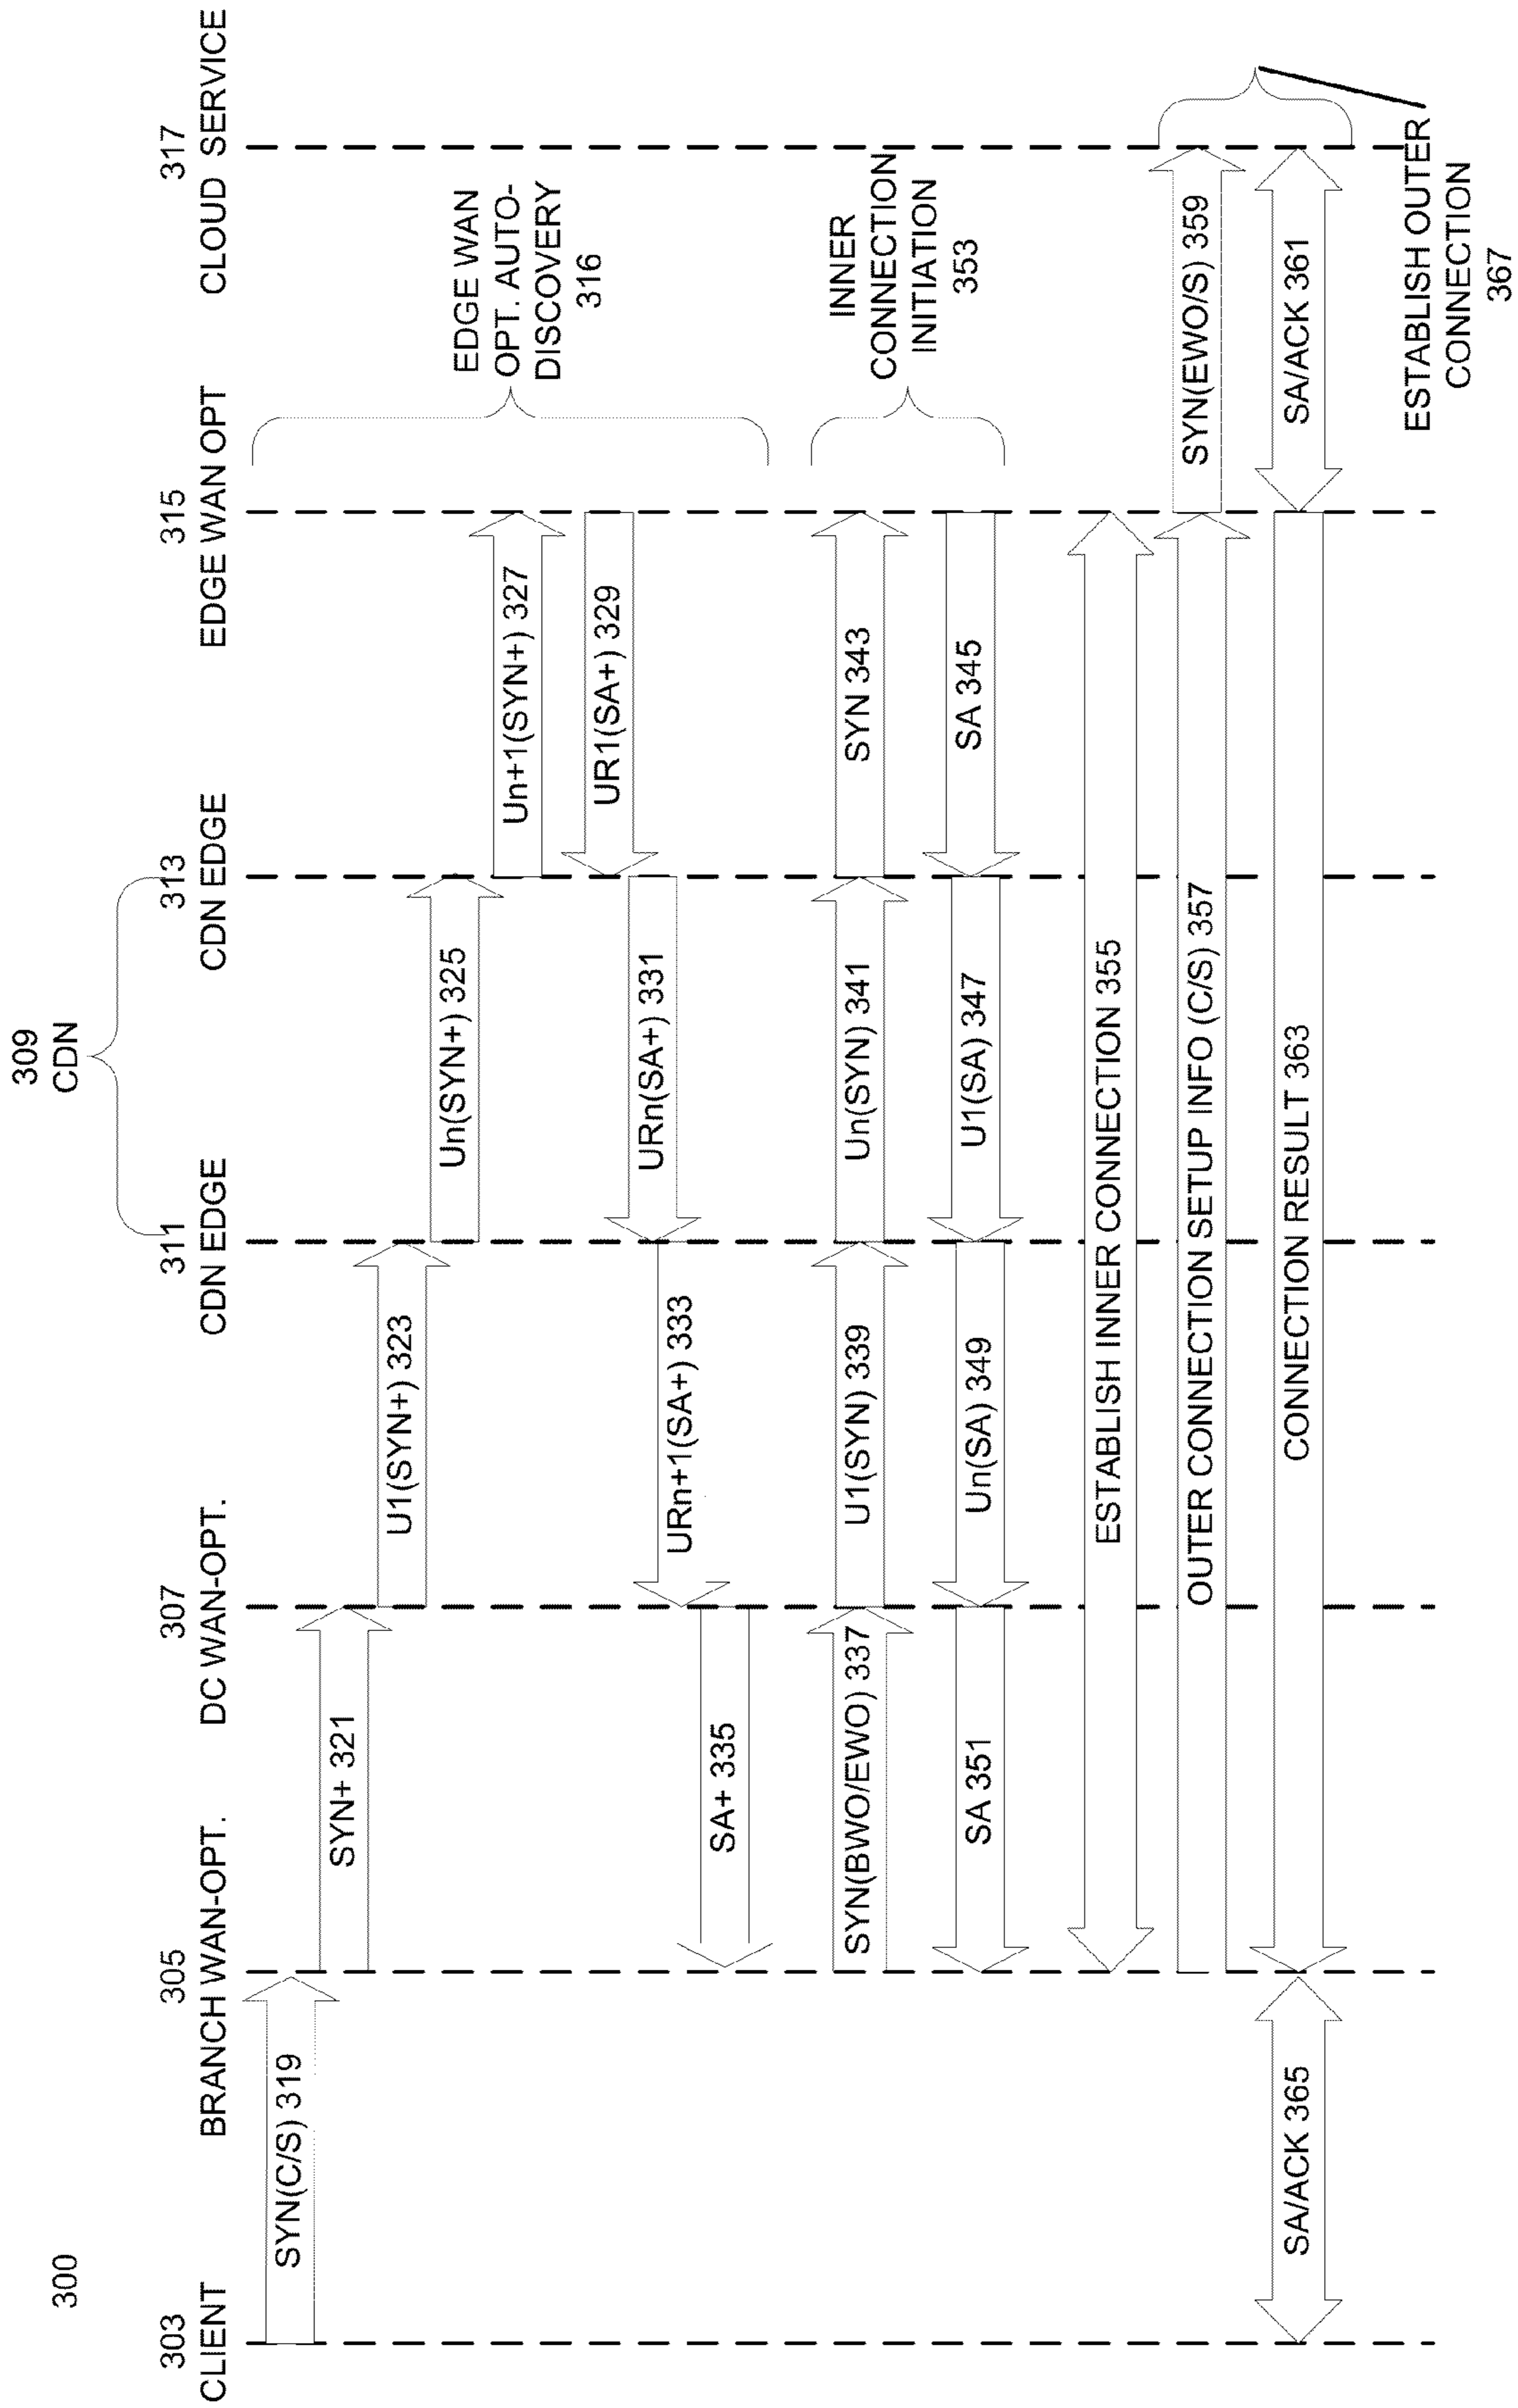 300
309
CDN
303
CLIENT
305
BRANCH WAN-OPT.
307
DC WAN-OPT.
311
CDN EDGE
313
CDN EDGE
315
EDGE WAN OPT
317
CLOUD SERVICE
SYN(C/S) 319
SYN+ 321
U1(SYN+) 323
Un(SYN+) 325
Un+1(SYN+) 327
EDGE WAN
OPT. AUTO-
DISCOVERY
316
UR1(SA+) 329
URn(SA+) 331
URn+1(SA+) 333
SA+ 335
SYN(BWO/EWO) 337
U1(SYN) 339
Un(SYN) 341
SYN 343
INNER
CONNECTION
INITIATION
353
SA 345
U1(SA) 347
Un(SA) 349
SA 351
ESTABLISH INNER CONNECTION 355
OUTER CONNECTION SETUP INFO (C/S) 357
SYN(EWO/S) 359
SA/ACK 361
CONNECTION RESULT 363
SA/ACK 365
ESTABLISH OUTER
CONNECTION
367